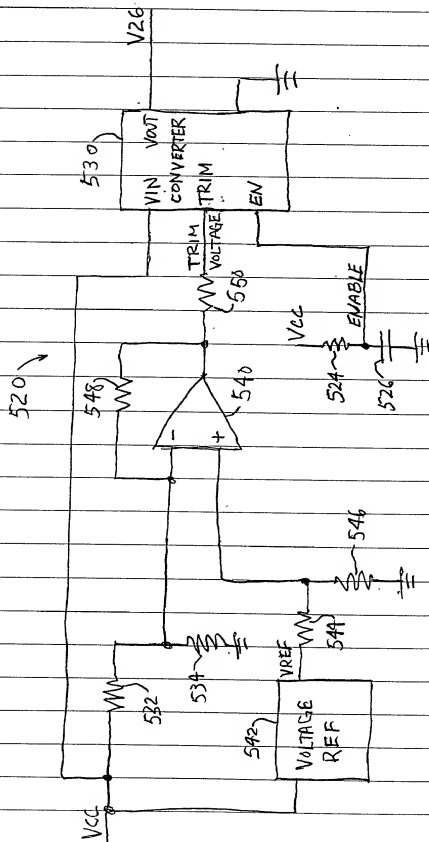 520
530
V26
VIN
VOUT
CONVERTER
TRIM
EN
TRIM
VOLTAGE
550
548
-
+
540
VCC
ENABLE
524
526
VCC
532
534
VREF
544
546
542
VOLTAGE
REF